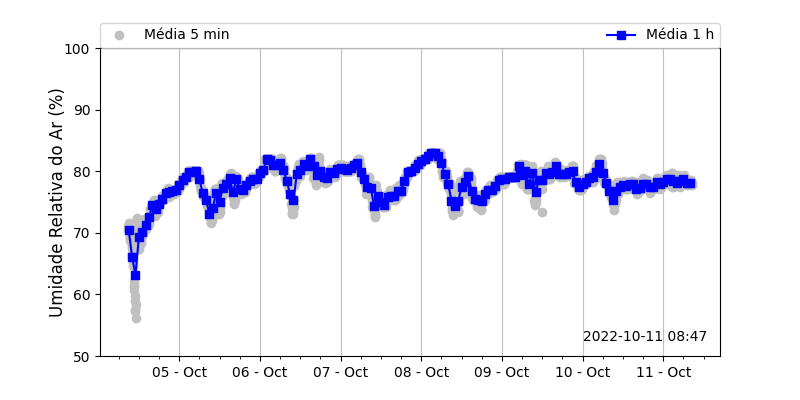 Média 5 min
Média 1 h
Umidade Relativa do Ar (%)
100
90
80
70
60
50
2022-10-11 08:47
05 - Oct
06 - Oct
07 - Oct
08 - Oct
09 - Oct
10 - Oct
11 - Oct